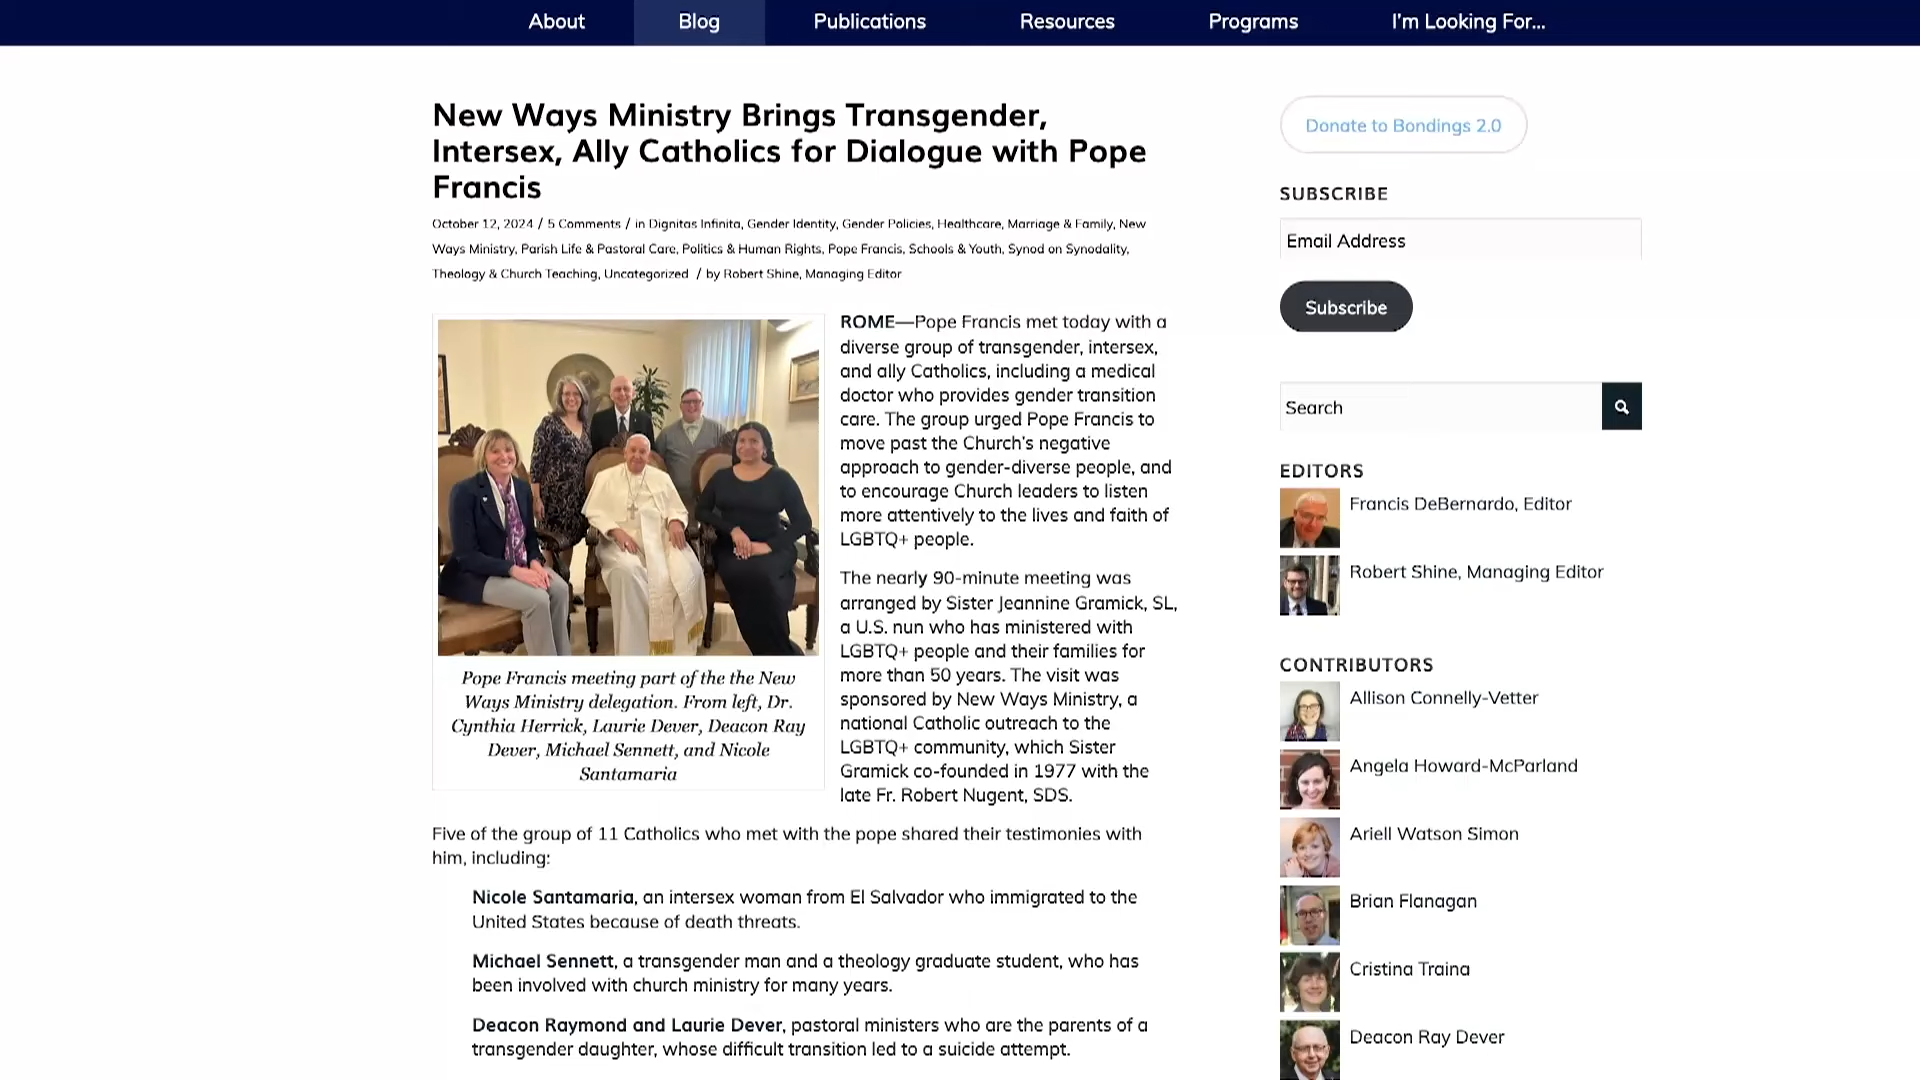 About Blog Publications Resources Programs I'm Looking For...
New Ways Ministry Brings Transgender,
Intersex, Ally Catholics for Dialogue with Pope
Francis
October 12, 2024 / 5 Comments / in Dignitas Infinita, Gender Identity, Gender Policies, Healthcare, Marriage & Family, New
Ways Ministry, Parish Life & Pastoral Care, Politics & Human Rights, Pope Francis, Schools & Youth, Synod on Synodality,
Theology & Church Teaching, Uncategorized / by Robert Shine, Managing Editor
Pope Francis meeting part of the the New
Ways Ministry delegation. From left, Dr.
Cynthia Herrick, Laurie Dever, Deacon Ray
Dever, Michael Sennett, and Nicole
Santamaria
ROME—Pope Francis met today with a
diverse group of transgender, intersex,
and ally Catholics, including a medical
doctor who provides gender transition
care. The group urged Pope Francis to
move past the Church's negative
approach to gender-diverse people, and
to encourage Church leaders to listen
more attentively to the lives and faith of
LGBTQ+ people.
The nearly 90-minute meeting was
arranged by Sister Jeannine Gramick, SL,
a U.S. nun who has ministered with
LGBTQ+ people and their families for
more than 50 years. The visit was
sponsored by New Ways Ministry, a
national Catholic outreach to the
LGBTQ+ community, which Sister
Gramick co-founded in 1977 with the
late Fr. Robert Nugent, SDS.
Five of the group of 11 Catholics who met with the pope shared their testimonies with
him, including:
Nicole Santamaria, an intersex woman from El Salvador who immigrated to the
United States because of death threats.
Michael Sennett, a transgender man and a theology graduate student, who has
been involved with church ministry for many years.
Deacon Raymond and Laurie Dever, pastoral ministers who are the parents of a
transgender daughter, whose difficult transition led to a suicide attempt.
Donate to Bondings 2.0
SUBSCRIBE
Email Address
Subscribe
Search
EDITORS
Francis DeBernardo, Editor
Robert Shine, Managing Editor
CONTRIBUTORS
Allison Connelly-Vetter
Angela Howard-McParland
Ariell Watson Simon
Brian Flanagan
Cristina Traina
Deacon Ray Dever